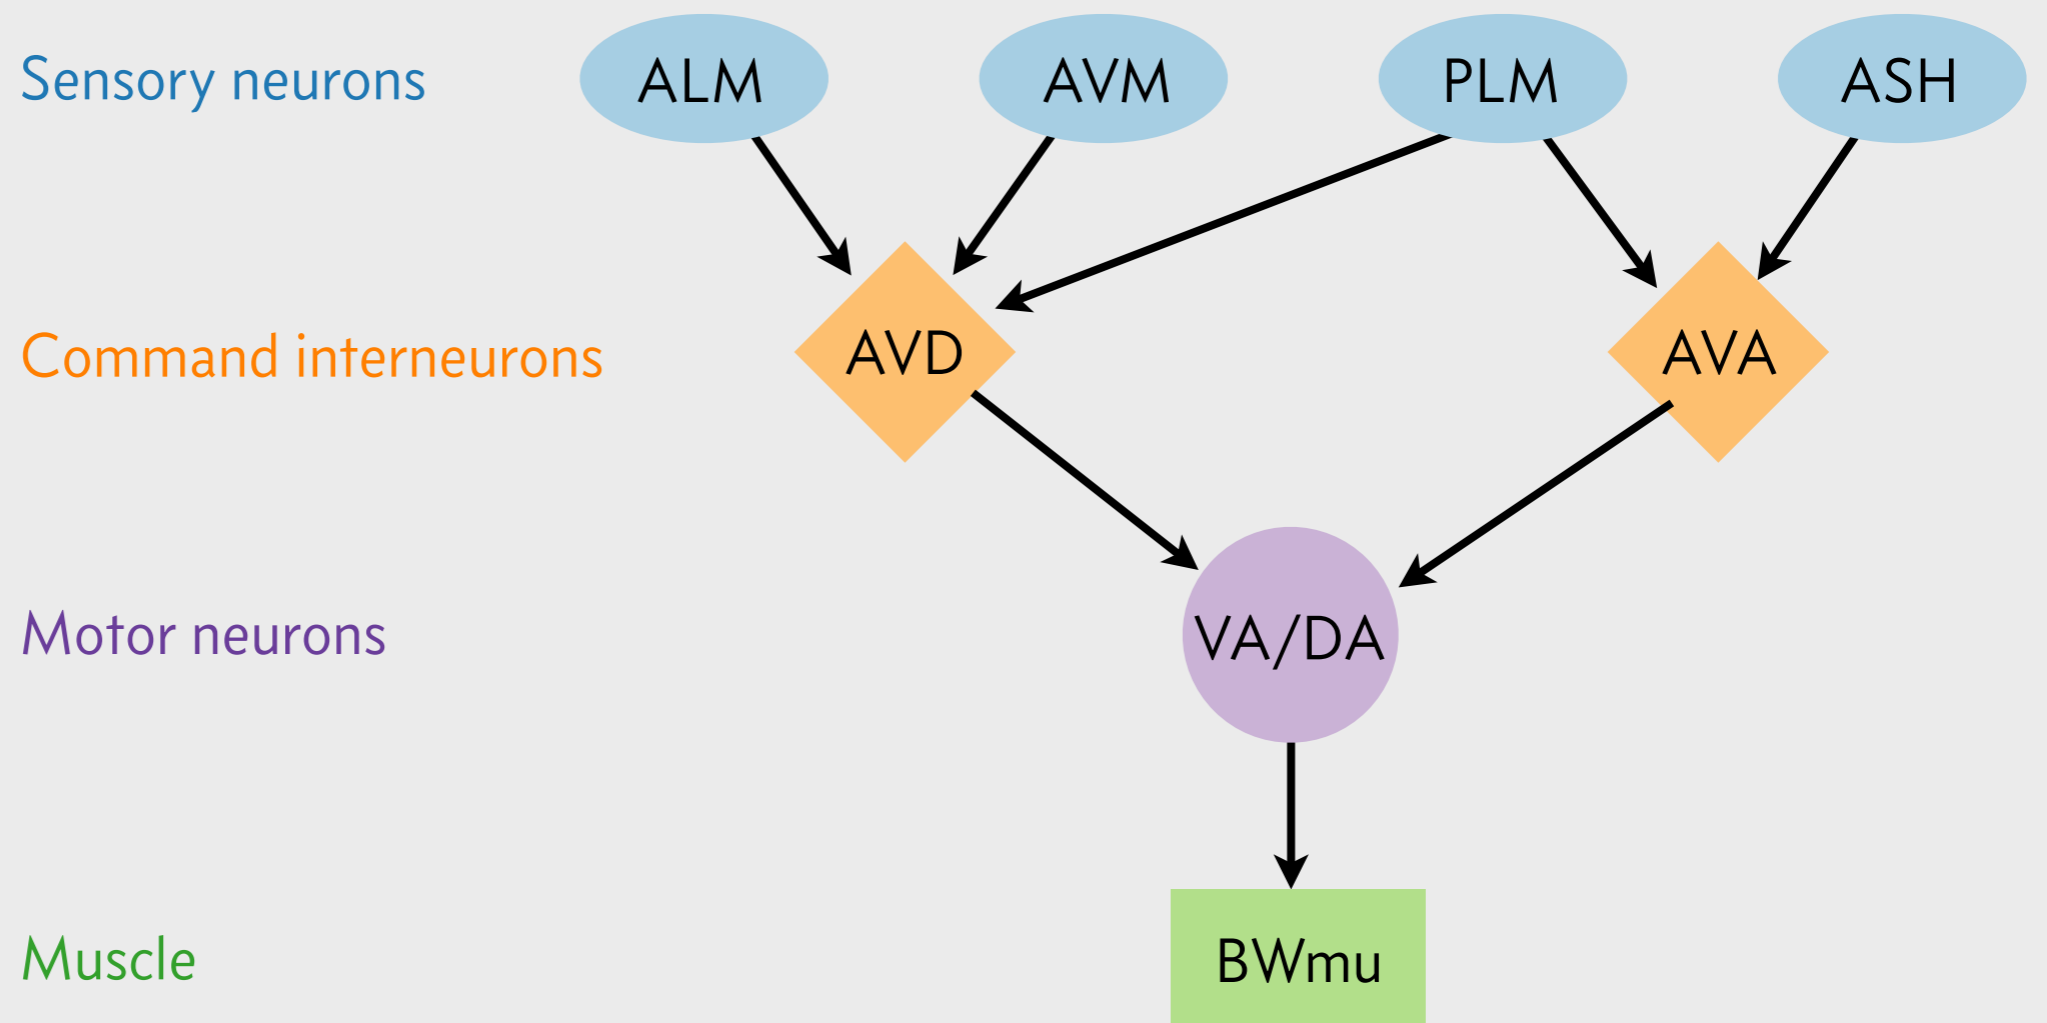 Sensory neurons
ALM
AVM
PLM
ASH
Command interneurons
AVD
AVA
Motor neurons
VA/DA
Muscle
BWmu